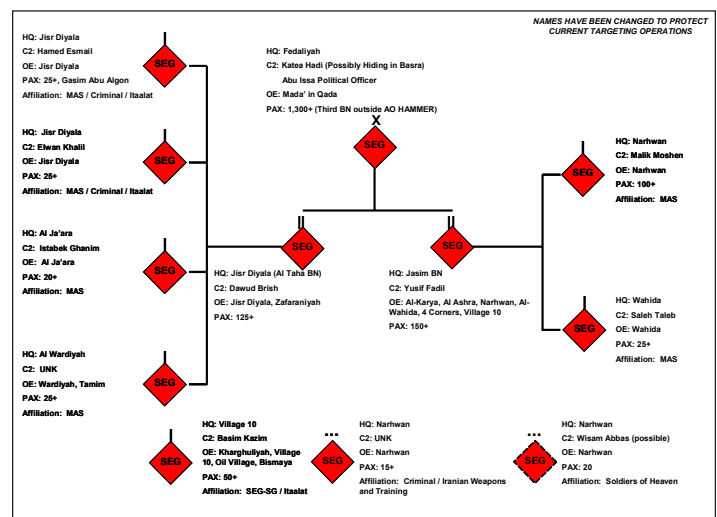 NAMES HAVE BEEN CHANGED TO PROTECT
CURRENT TARGETING OPERATIONS
HQ: Jisr Diyala
C2: Hamed Esmail
OE: Jisr Diyala
PAX: 25+, Gasim Abu Algon
Affiliation: MAS / Criminal / Itaalat
SEG
HQ: Fedaliyah
C2: Katea Hadi (Possibly Hiding in Basra)
Abu Issa Political Officer
OE: Mada' in Qada
PAX: 1,300+ (Third BN outside AO HAMMER)
X
SEG
HQ: Jisr Diyala
C2: Elwan Khalil
OE: Jisr Diyala
PAX: 25+
Affiliation: MAS / Criminal / Itaalat
SEG
HQ: Narhwan
C2: Malik Moshen
OE: Narhwan
PAX: 100+
Affiliation: MAS
SEG
HQ: Al Ja'ara
C2: Istabek Ghanim
OE: Al Ja'ara
PAX: 20+
Affiliation: MAS
SEG
SEG
HQ: Jisr Diyala (Al Taha BN)
C2: Dawud Brish
OE: Jisr Diyala, Zafaraniyah
PAX: 125+
SEG
HQ: Jasim BN
C2: Yusif Fadil
OE: Al-Karya, Al Ashra, Narhwan, Al-
Wahida, 4 Corners, Village 10
PAX: 150+
SEG
HQ: Wahida
C2: Saleh Taleb
OE: Wahida
PAX: 25+
Affiliation: MAS
HQ: Al Wardiyah
C2: UNK
OE: Wardiyah, Tamim
PAX: 25+
Affiliation: MAS
SEG
SEG
HQ: Village 10
C2: Basim Kazim
OE: Kharghuliyah, Village
10, Oil Village, Bismaya
PAX: 50+
Affiliation: SEG-SG / Itaalat
SEG
HQ: Narhwan
C2: UNK
OE: Narhwan
PAX: 15+
Affiliation: Criminal / Iranian Weapons
and Training
SEG
HQ: Narhwan
C2: Wisam Abbas (possible)
OE: Narhwan
PAX: 20
Affiliation: Soldiers of Heaven